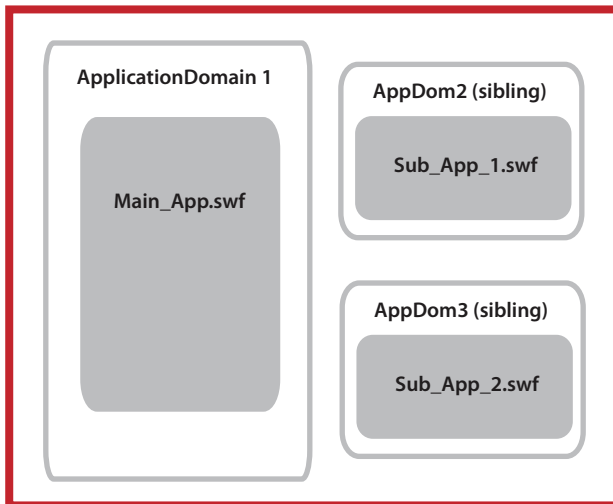 ApplicationDomain 1
Main_App.swf
AppDom2 (sibling)
Sub_App_1.swf
AppDom3 (sibling)
Sub_App_2.swf